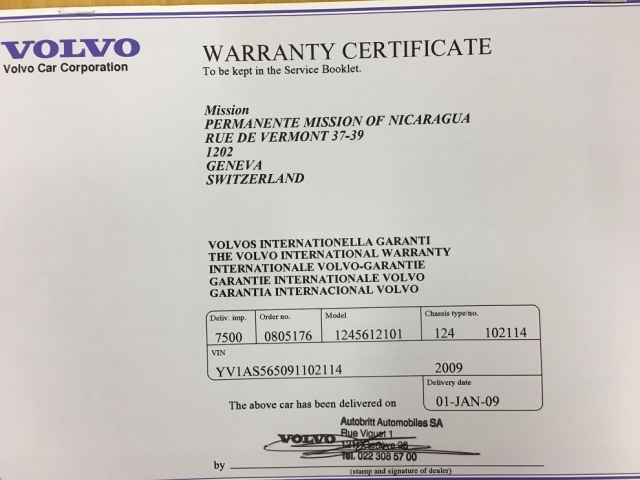 VOLVO
Volvo Car Corporation
WARRANTY CERTIFICATE
To be kept in the Service Booklet.
Mission
PERMANENTE MISSION OF NICARAGUA
RUE DE VERMONT 37-39
1202
GENEVA
SWITZERLAND
VOLVOS INTERNATIONELLA GARANTI
THE VOLVO INTERNATIONAL WARRANTY
INTERNATIONALE VOLVO-GARANTIE
GARANTIE INTERNATIONALE VOLVO
GARANTIA INTERNACIONAL VOLVO
Deliv. imp. Order no. Model Chassis type/no.
7500 0805176 1245612101 124 102114
VIN
YV1AS565091102114 2009
Delivery date
The above car has been delivered on 01-JAN-09
Autobritt Automobiles SA
VOLVO Rue Viguet 1
Tél. 022 308 57 00
by
(stamp and signature of dealer)